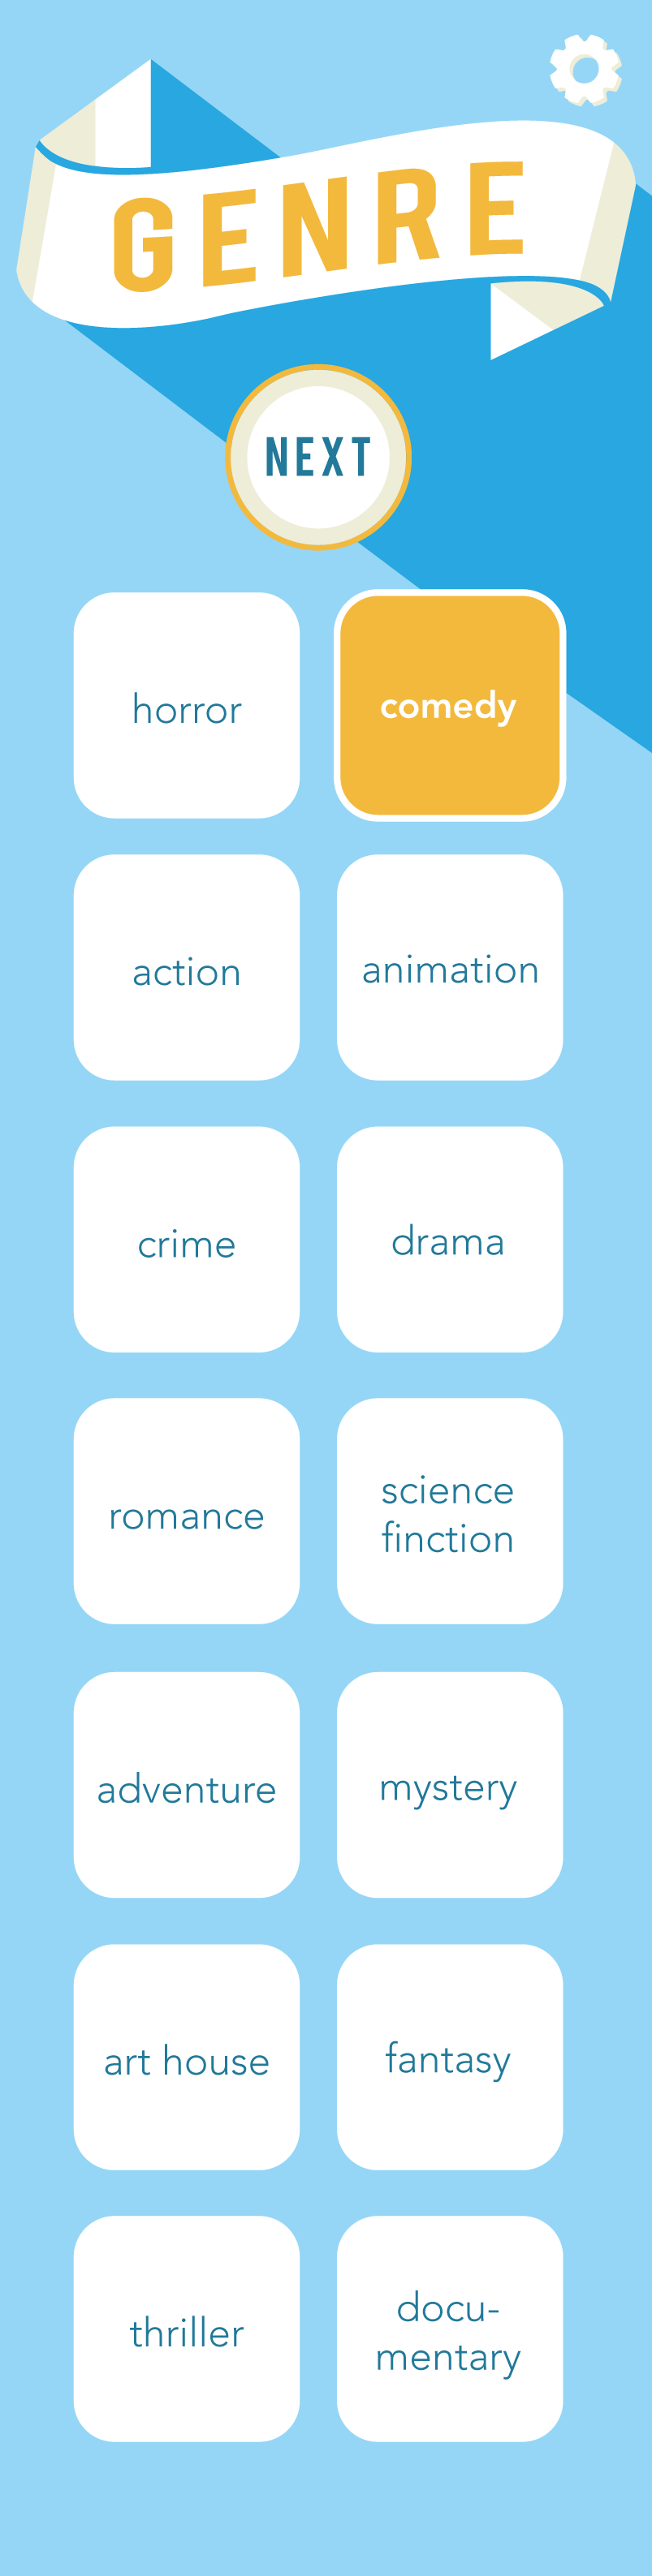 GENRE
NEXT
horror
comedy
action
animation
crime
drama
romance
science
finction
adventure
mystery
art house
fantasy
thriller
docu-
mentary